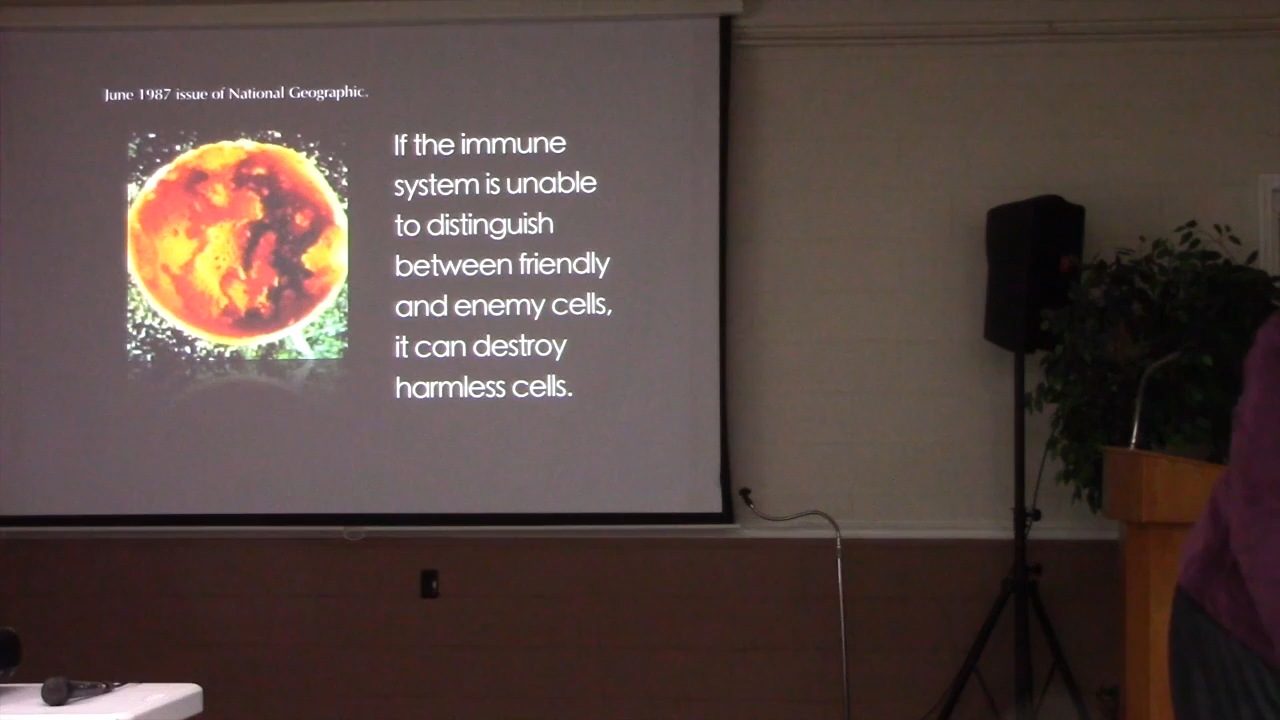 June 1987 issue of National Geographic.
If the immune
system is unable
to distinguish
between friendly
and enemy cells,
it can destroy
harmless cells.